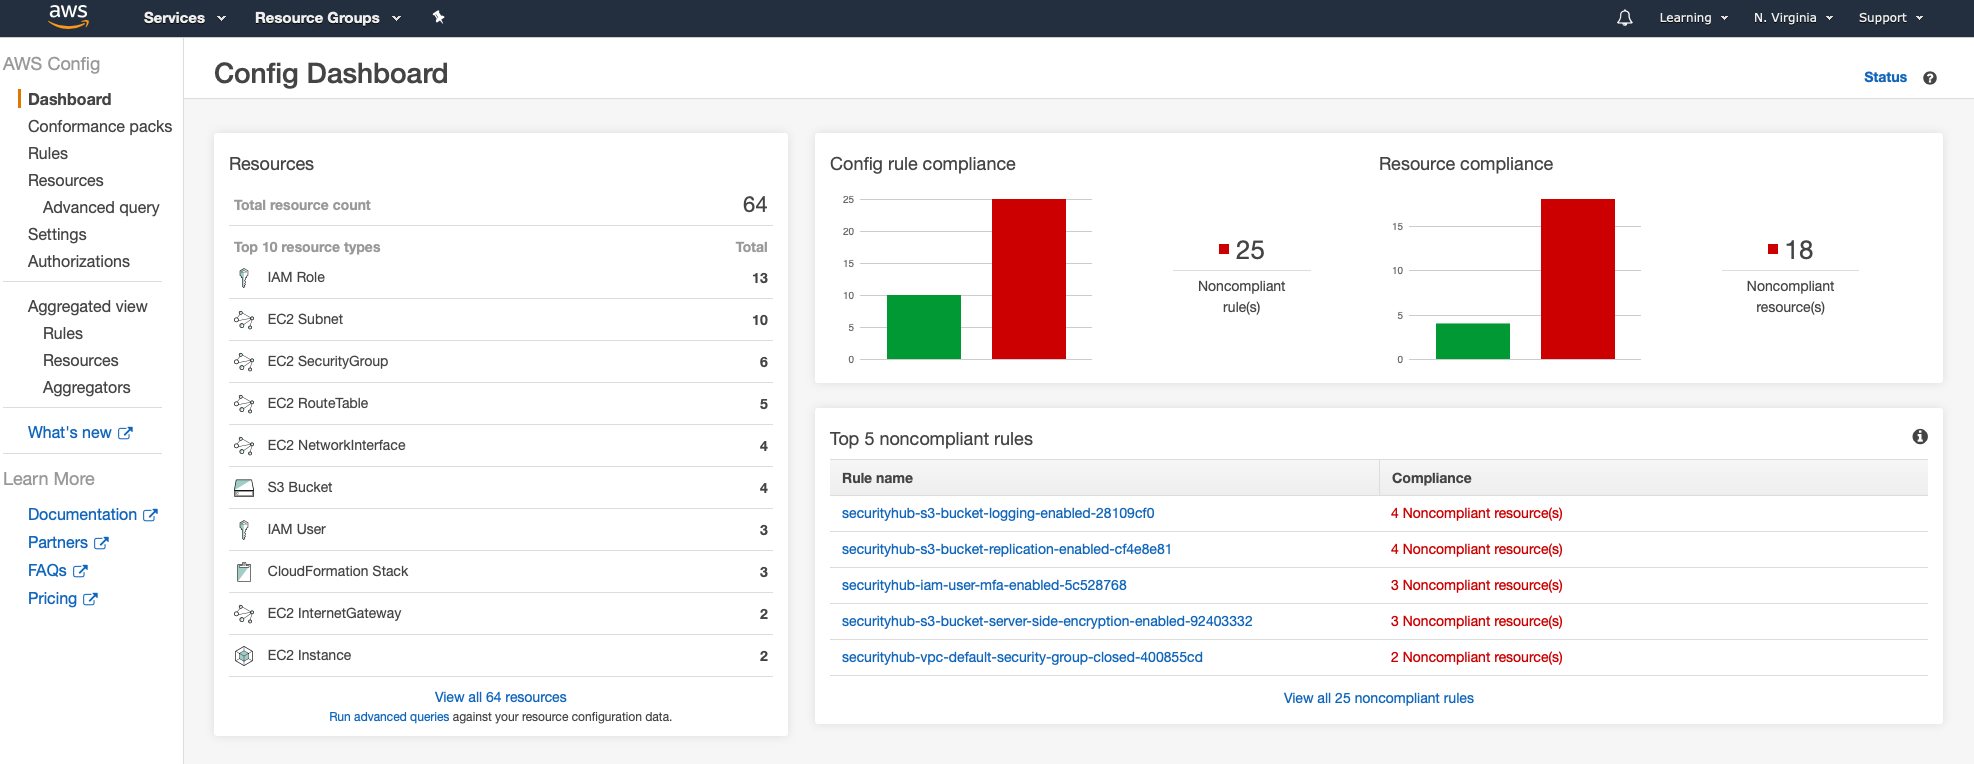 aws Services Resource Groups Learning N. Virginia Support
AWS Config
Dashboard
Conformance packs
Rules
Resources
Advanced query
Settings
Authorizations
Aggregated view
Rules
Resources
Aggregators
What's new
Learn More
Documentation
Partners
FAQs
Pricing
Config Dashboard
Status ?
Resources
Total resource count 64
Top 10 resource types Total
IAM Role 13
EC2 Subnet 10
EC2 SecurityGroup 6
EC2 RouteTable 5
EC2 NetworkInterface 4
S3 Bucket 4
IAM User 3
CloudFormation Stack 3
EC2 InternetGateway 2
EC2 Instance 2
View all 64 resources
Run advanced queries against your resource configuration data.
Config rule compliance
25
20
15
10
5
0
25
Noncompliant
rule(s)
Resource compliance
15
10
5
0
18
Noncompliant
resource(s)
Top 5 noncompliant rules
Rule name Compliance
securityhub-s3-bucket-logging-enabled-28109cf0 4 Noncompliant resource(s)
securityhub-s3-bucket-replication-enabled-cf4e8e81 4 Noncompliant resource(s)
securityhub-iam-user-mfa-enabled-5c528768 3 Noncompliant resource(s)
securityhub-s3-bucket-server-side-encryption-enabled-92403332 3 Noncompliant resource(s)
securityhub-vpc-default-security-group-closed-400855cd 2 Noncompliant resource(s)
View all 25 noncompliant rules